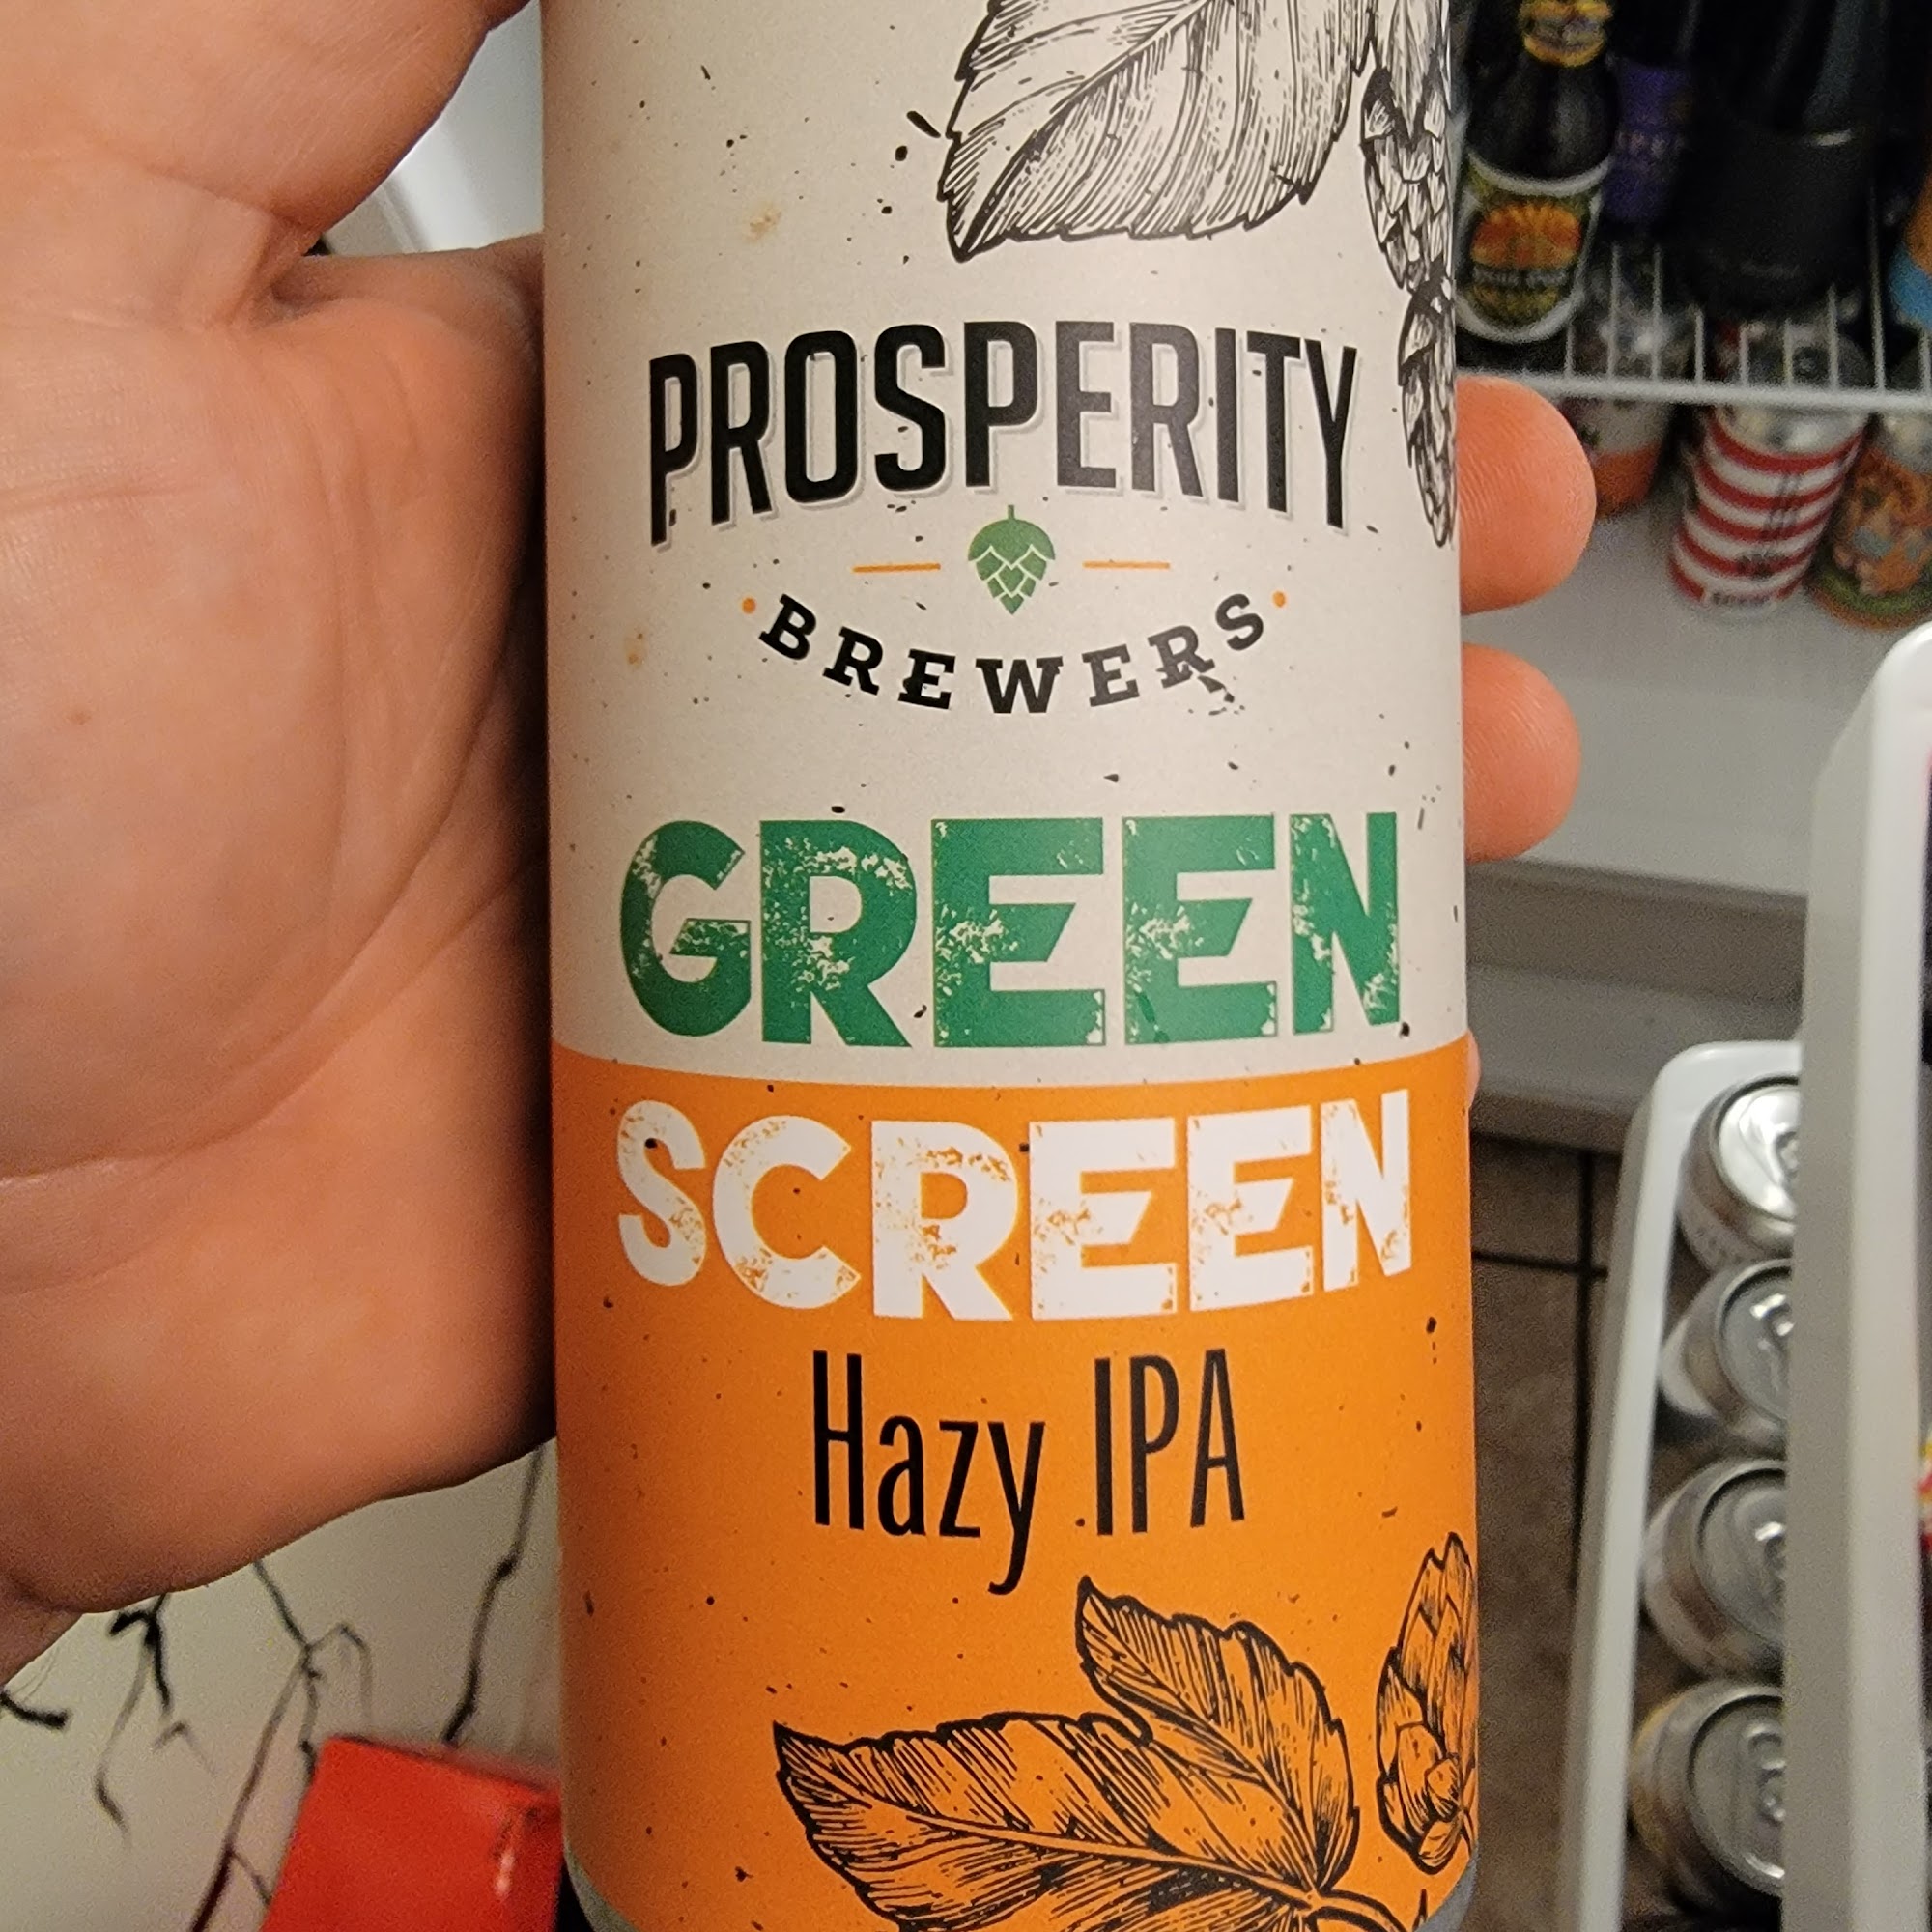 PROSPERITY
BREWERS
GREEN
SCREEN
Hazy IPA